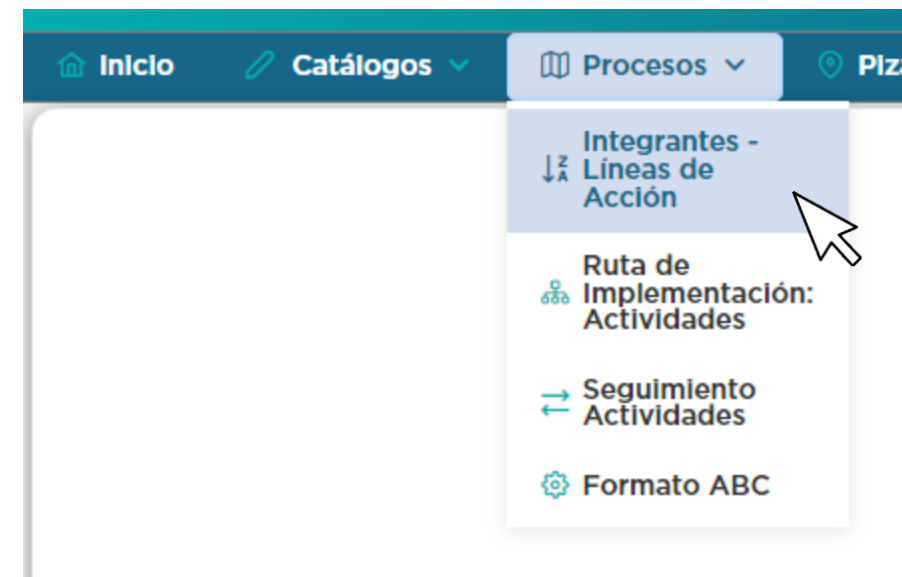 Inicio
Catálogos
Procesos
Integrantes -
Líneas de
Acción
Ruta de
Implementación:
Actividades
Seguimiento
Actividades
Formato ABC